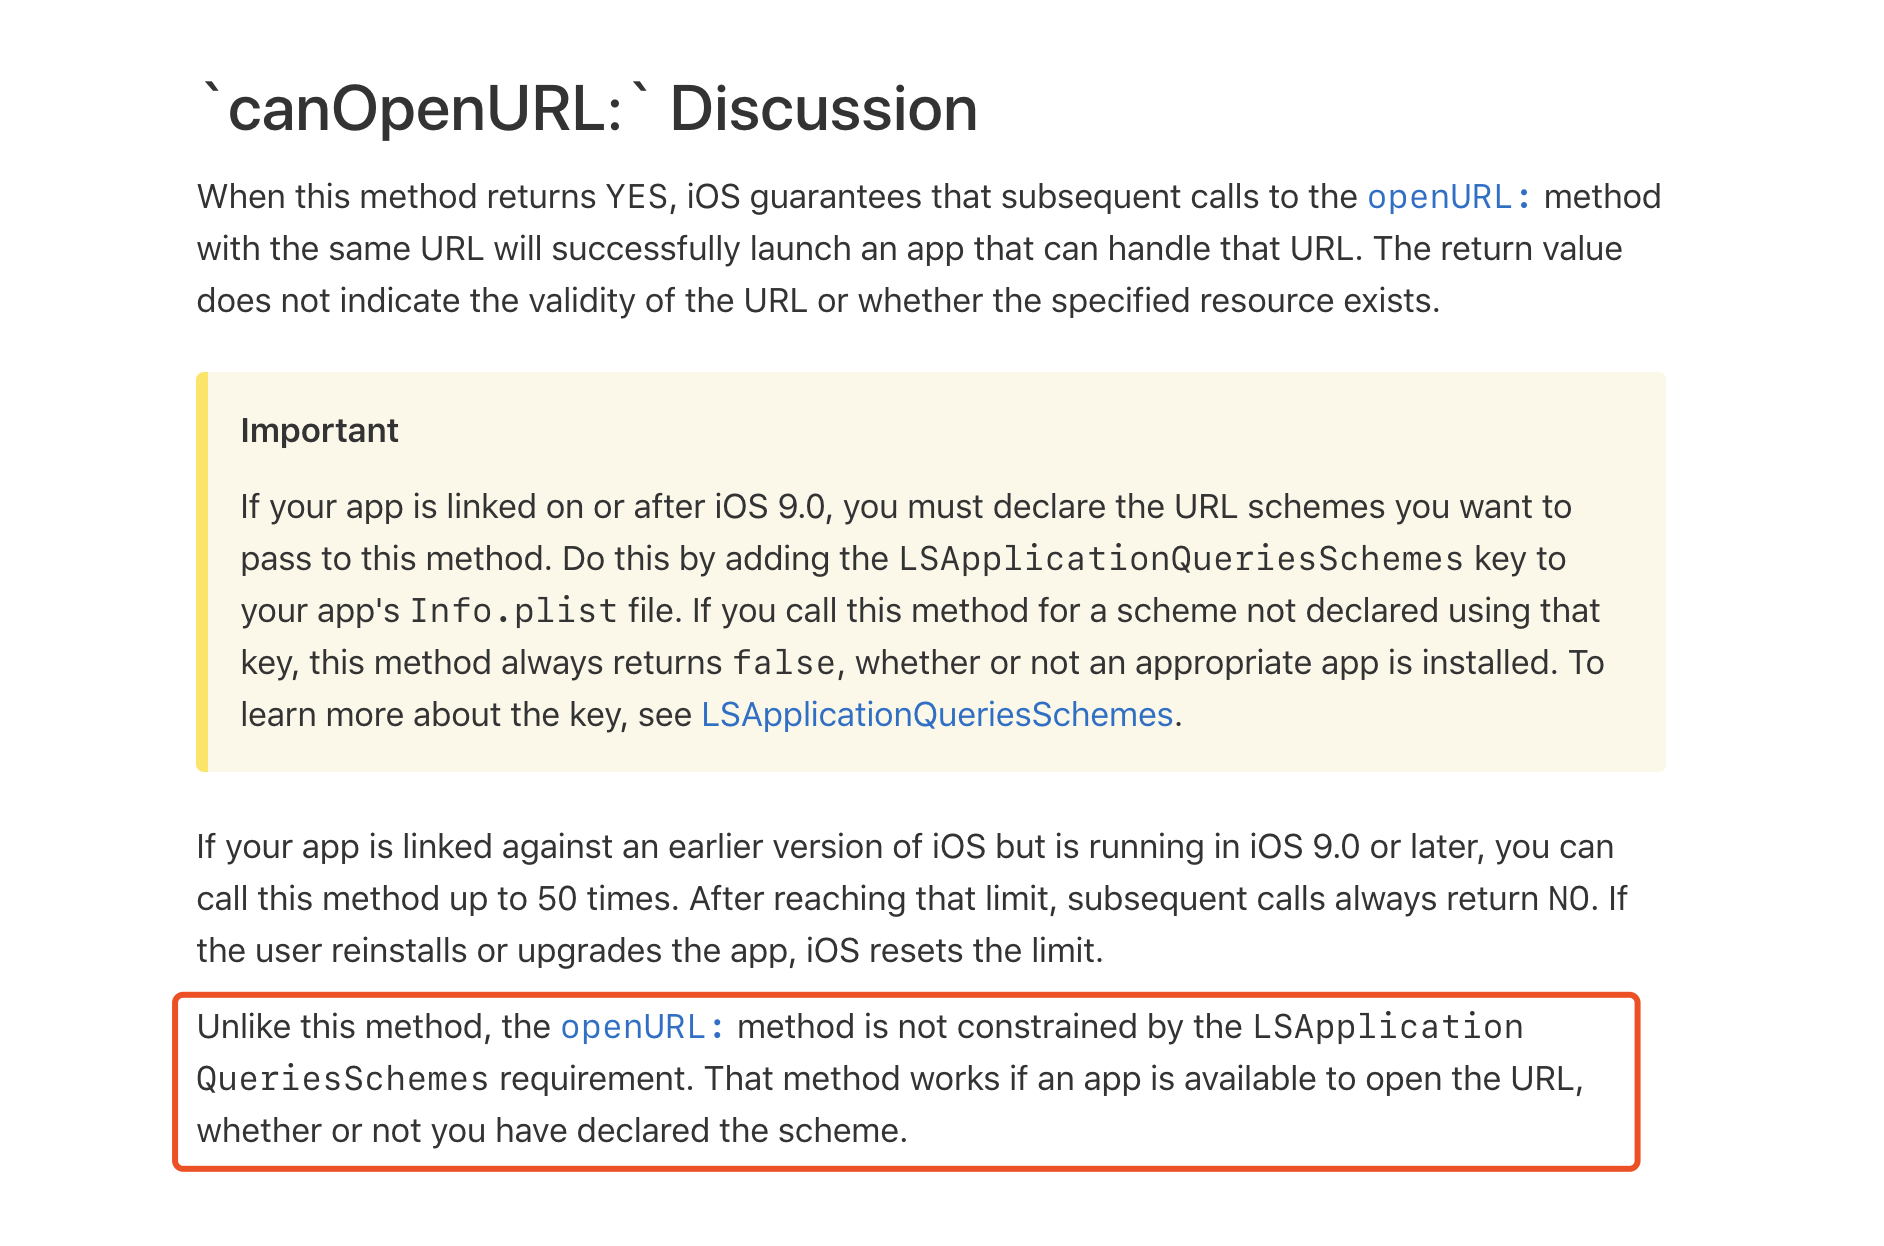 `canOpenURL:` Discussion
When this method returns YES, iOS guarantees that subsequent calls to the openURL: method
with the same URL will successfully launch an app that can handle that URL. The return value
does not indicate the validity of the URL or whether the specified resource exists.
Important
If your app is linked on or after iOS 9.0, you must declare the URL schemes you want to
pass to this method. Do this by adding the LSApplicationQueriesSchemes key to
your app's Info.plist file. If you call this method for a scheme not declared using that
key, this method always returns false, whether or not an appropriate app is installed. To
learn more about the key, see LSApplicationQueriesSchemes.
If your app is linked against an earlier version of iOS but is running in iOS 9.0 or later, you can
call this method up to 50 times. After reaching that limit, subsequent calls always return NO. If
the user reinstalls or upgrades the app, iOS resets the limit.
Unlike this method, the openURL: method is not constrained by the LSApplication
QueriesSchemes requirement. That method works if an app is available to open the URL,
whether or not you have declared the scheme.